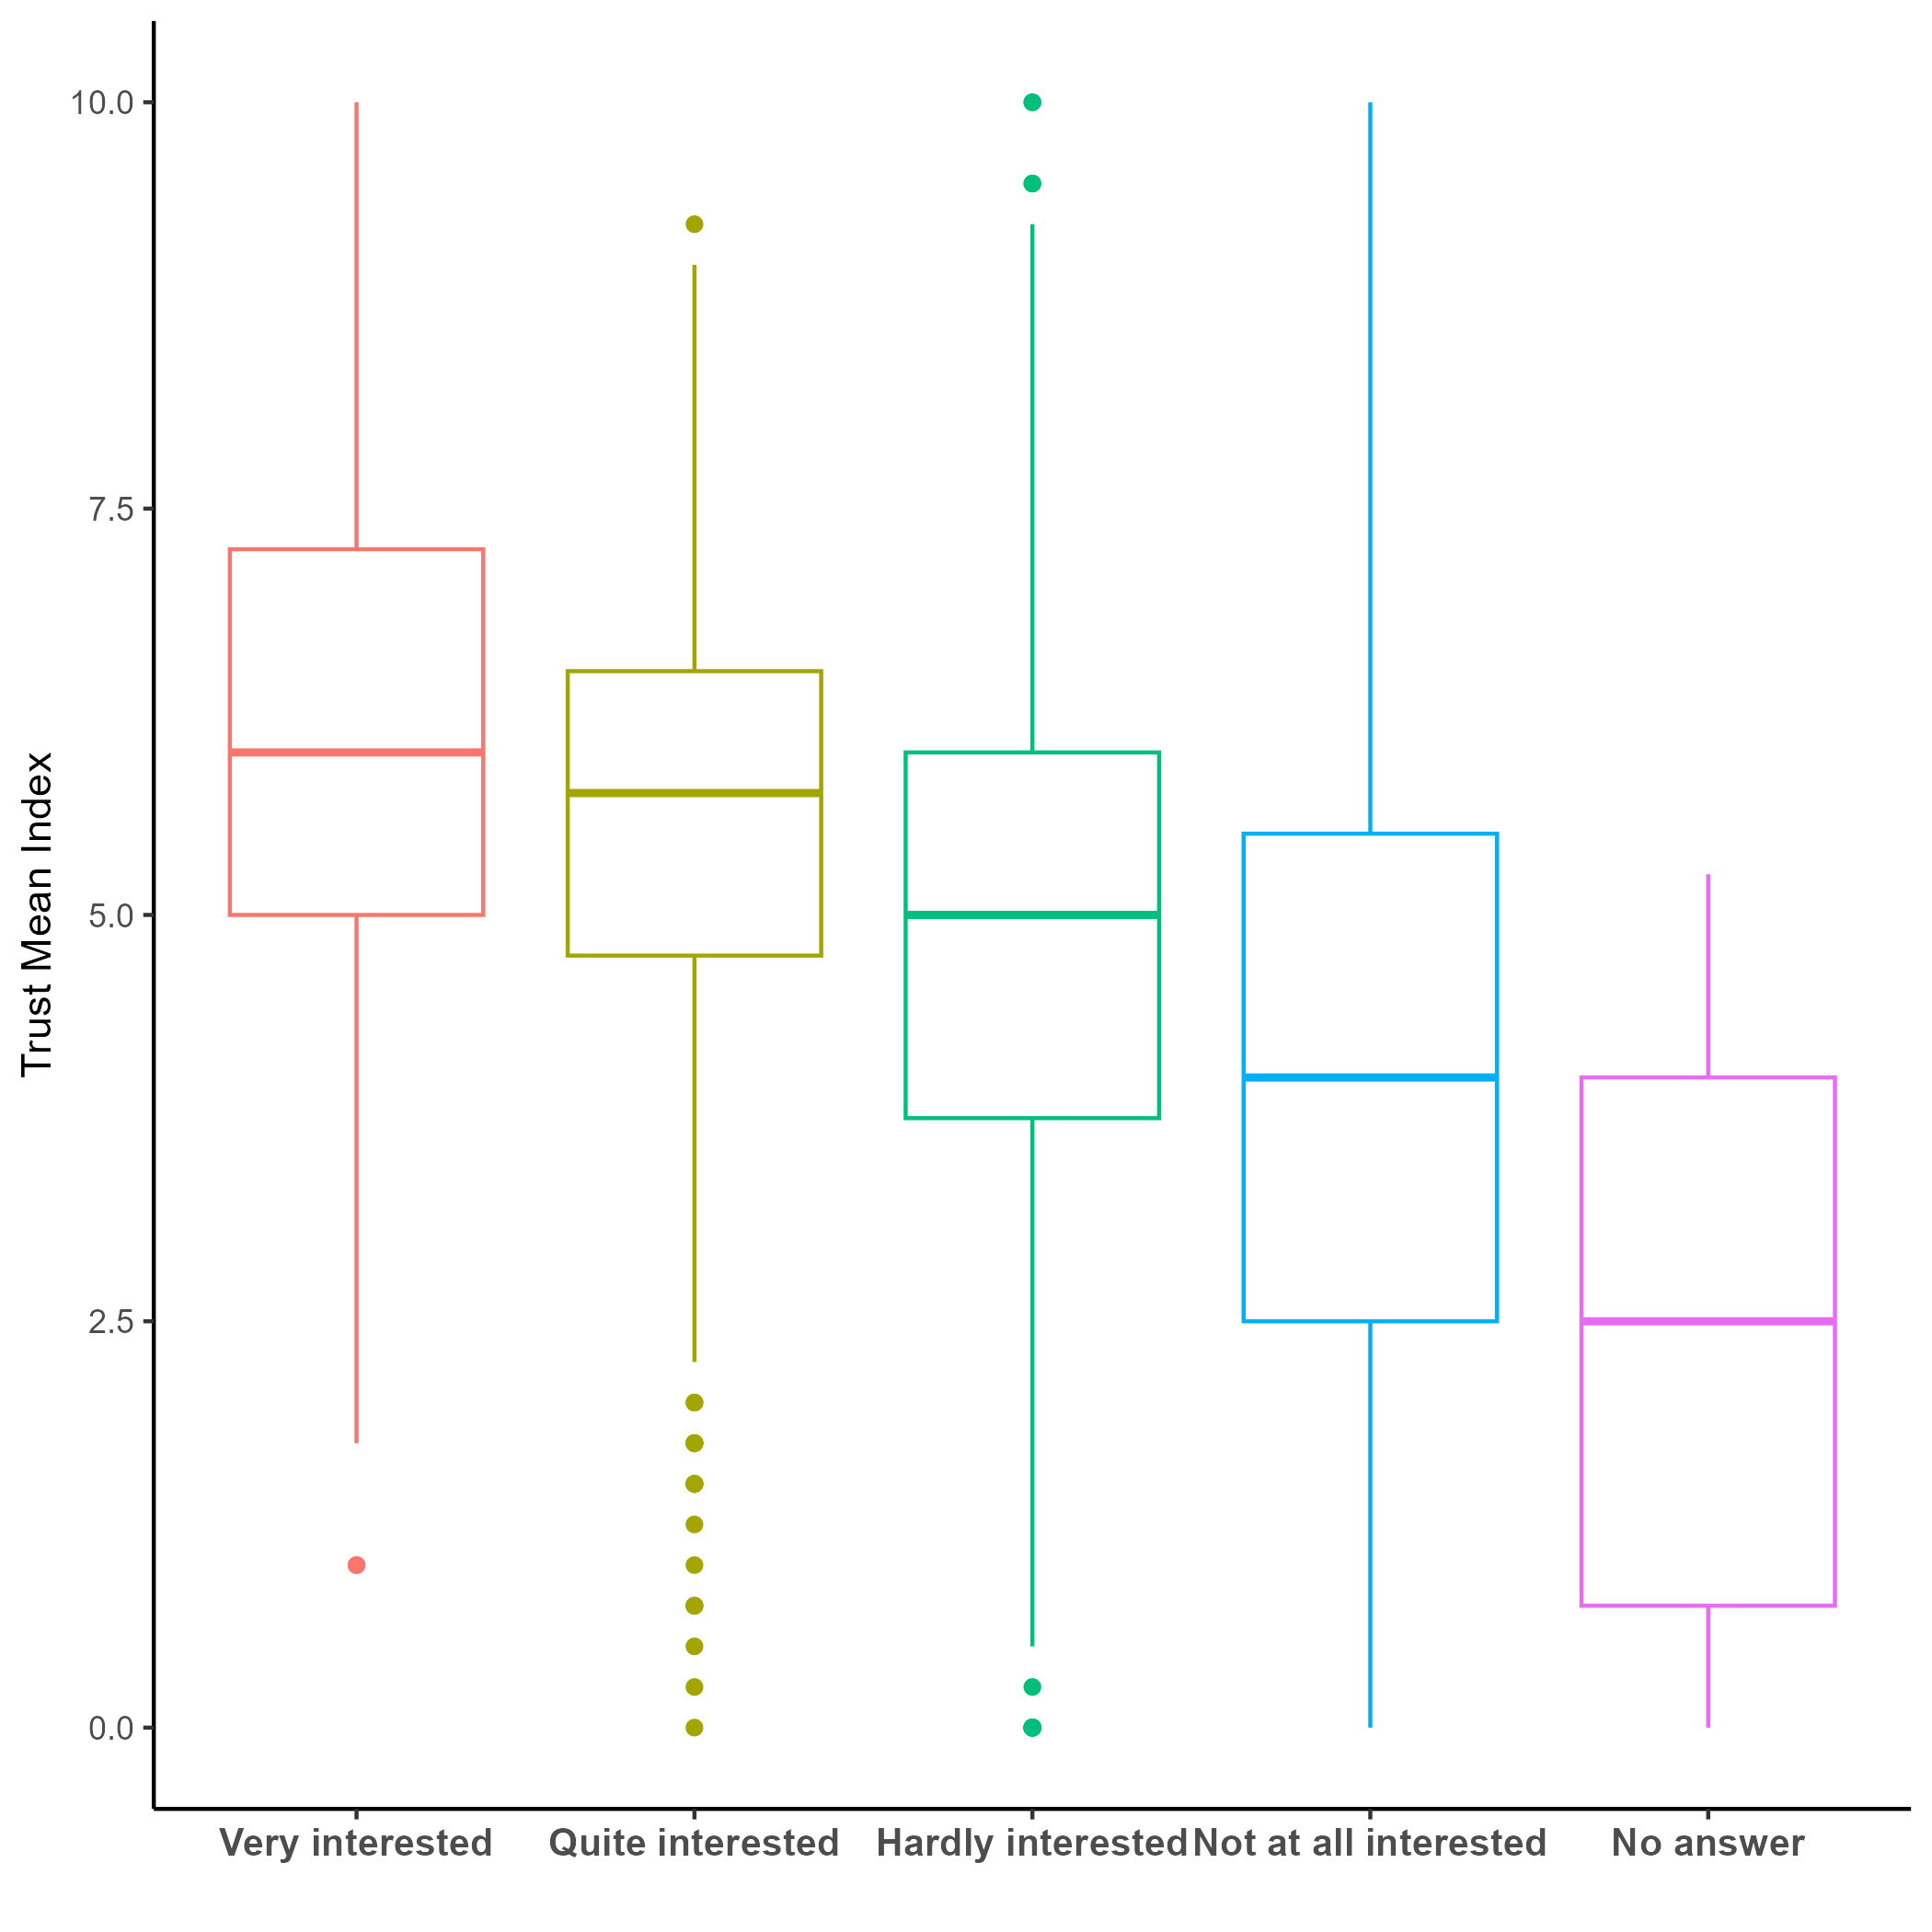 Trust Mean Index
10.0
7.5
5.0
2.5
0.0
Very interested
Quite interested
Hardly interested
Not at all interested
No answer